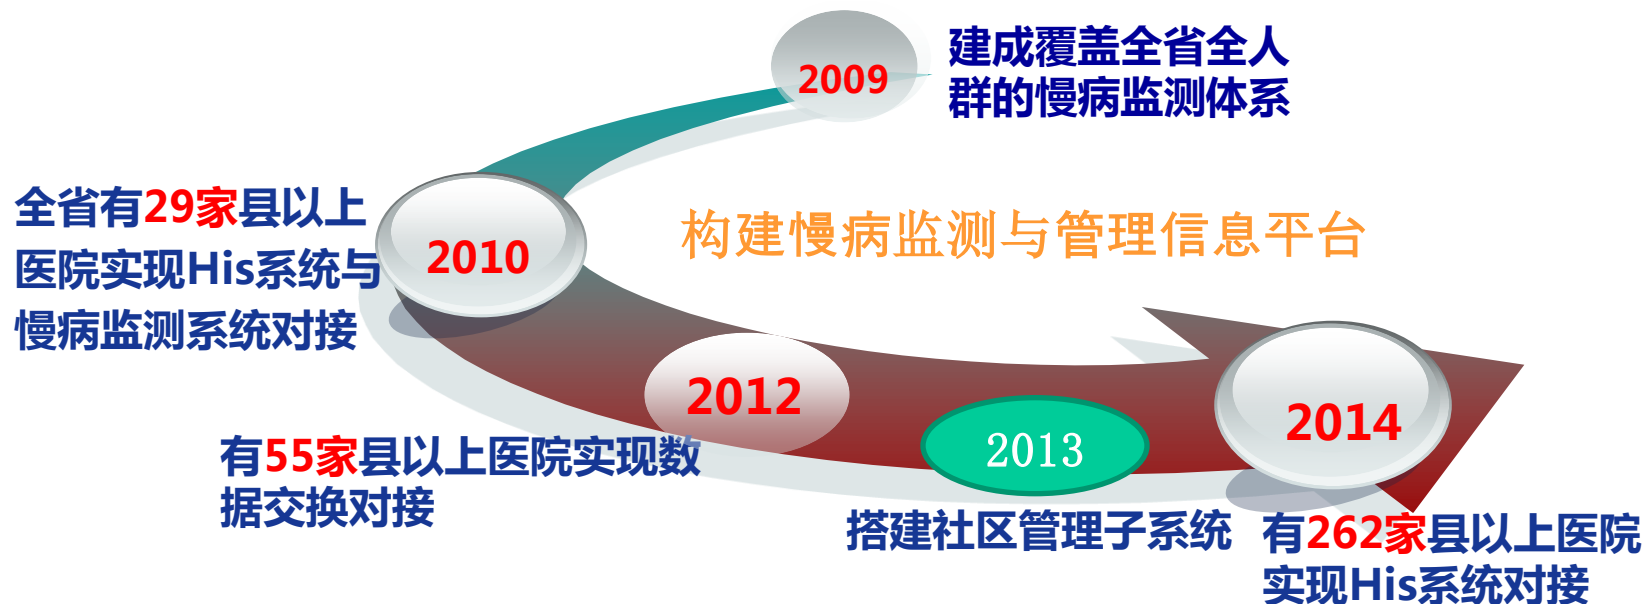 2009
建成覆盖全省全人
群的慢病监测体系
全省有29家县以上
医院实现His系统与
慢病监测系统对接
2010
构建慢病监测与管理信息平台
2012
有55家县以上医院实现数
据交换对接
2013
搭建社区管理子系统
2014
有262家县以上医院
实现His系统对接